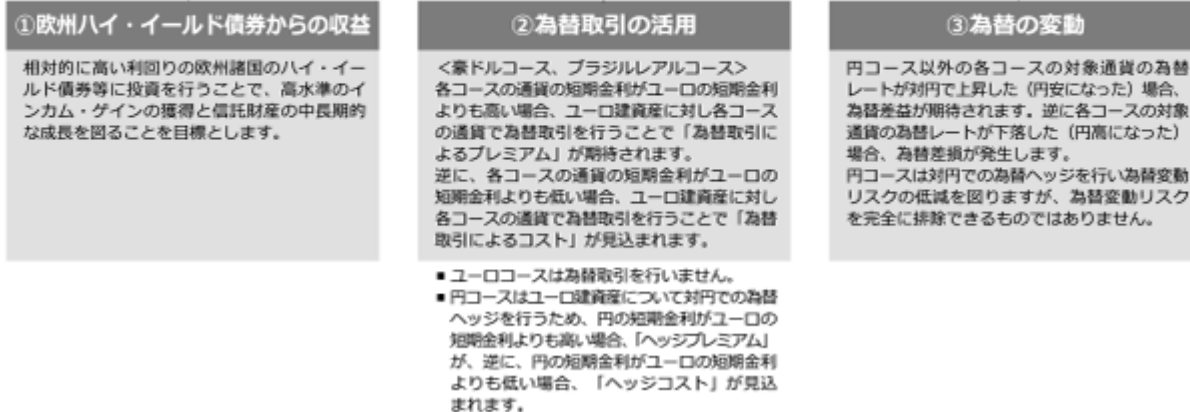 ①欧州ハイ・イールド債券からの収益
相対的に高い利回りの欧州諸国のハイ・イー
ルド債券等に投資を行うことで、高水準のイ
ンカム・ゲインの獲得と信託財産の中長期的
な成長を図ることを目標とします。
②為替取引の活用
＜豪ドルコース、ブラジルレアルコース＞
各コースの通貨の短期金利がユーロの短期金利
よりも高い場合、ユーロ建資産に対し各コース
の通貨で為替取引を行うことで「為替取引に
よるプレミアム」が期待されます。
逆に、各コースの通貨の短期金利がユーロの
短期金利よりも低い場合、ユーロ建資産に対し
各コースの通貨で為替取引を行うことで「為替
取引によるコスト」が見込まれます。
■ユーロコースは為替取引を行いません。
■円コースはユーロ建資産について対円での為替
ヘッジを行うため、円の短期金利がユーロの
短期金利よりも高い場合、「ヘッジプレミアム」
が、逆に、円の短期金利がユーロの短期金利
よりも低い場合、「ヘッジコスト」が見込
まれます。
③為替の変動
円コース以外の各コースの対象通貨の為替
レートが対円で上昇した（円安になった）場合、
為替差益が期待されます。逆に各コースの対象
通貨の為替レートが下落した（円高になった）
場合、為替差損が発生します。
円コースは対円での為替ヘッジを行い為替変動
リスクの低減を図りますが、為替変動リスク
を完全に排除できるものではありません。